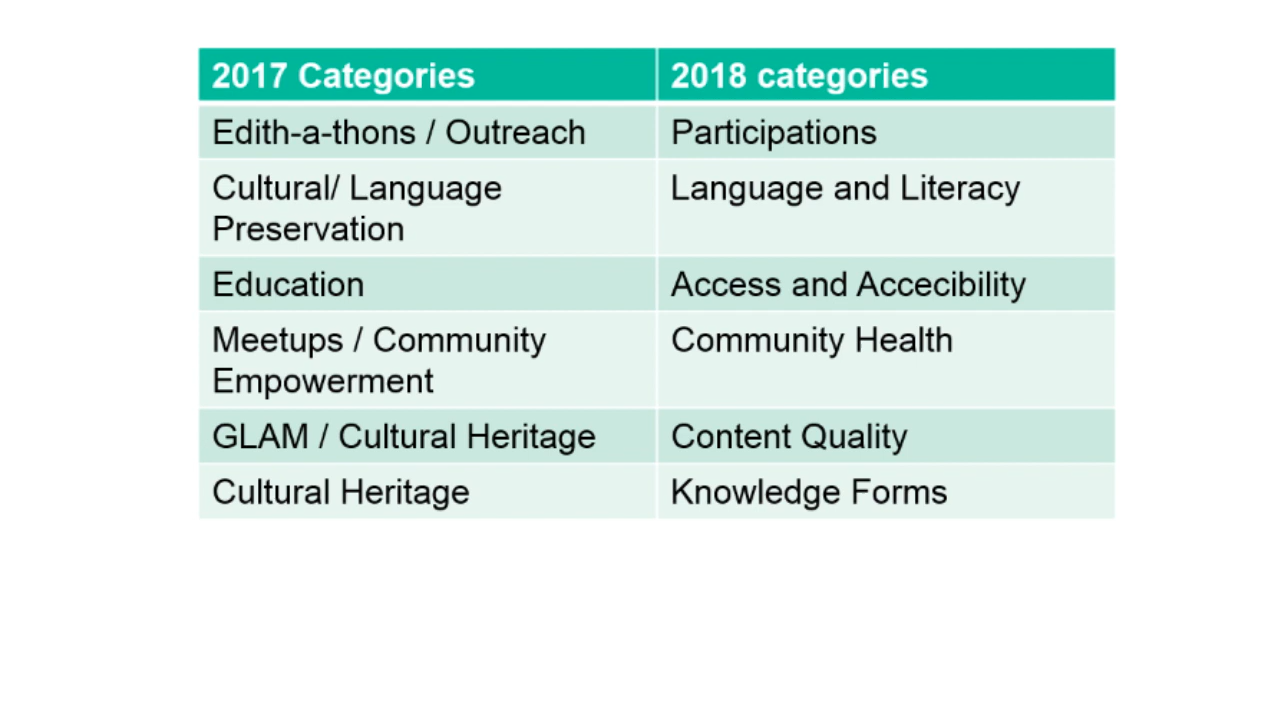 2017 Categories
2018 categories
Edith-a-thons / Outreach
Participations
Cultural/ Language
Preservation
Language and Literacy
Education
Access and Accecibility
Meetups / Community
Empowerment
Community Health
GLAM / Cultural Heritage
Content Quality
Cultural Heritage
Knowledge Forms